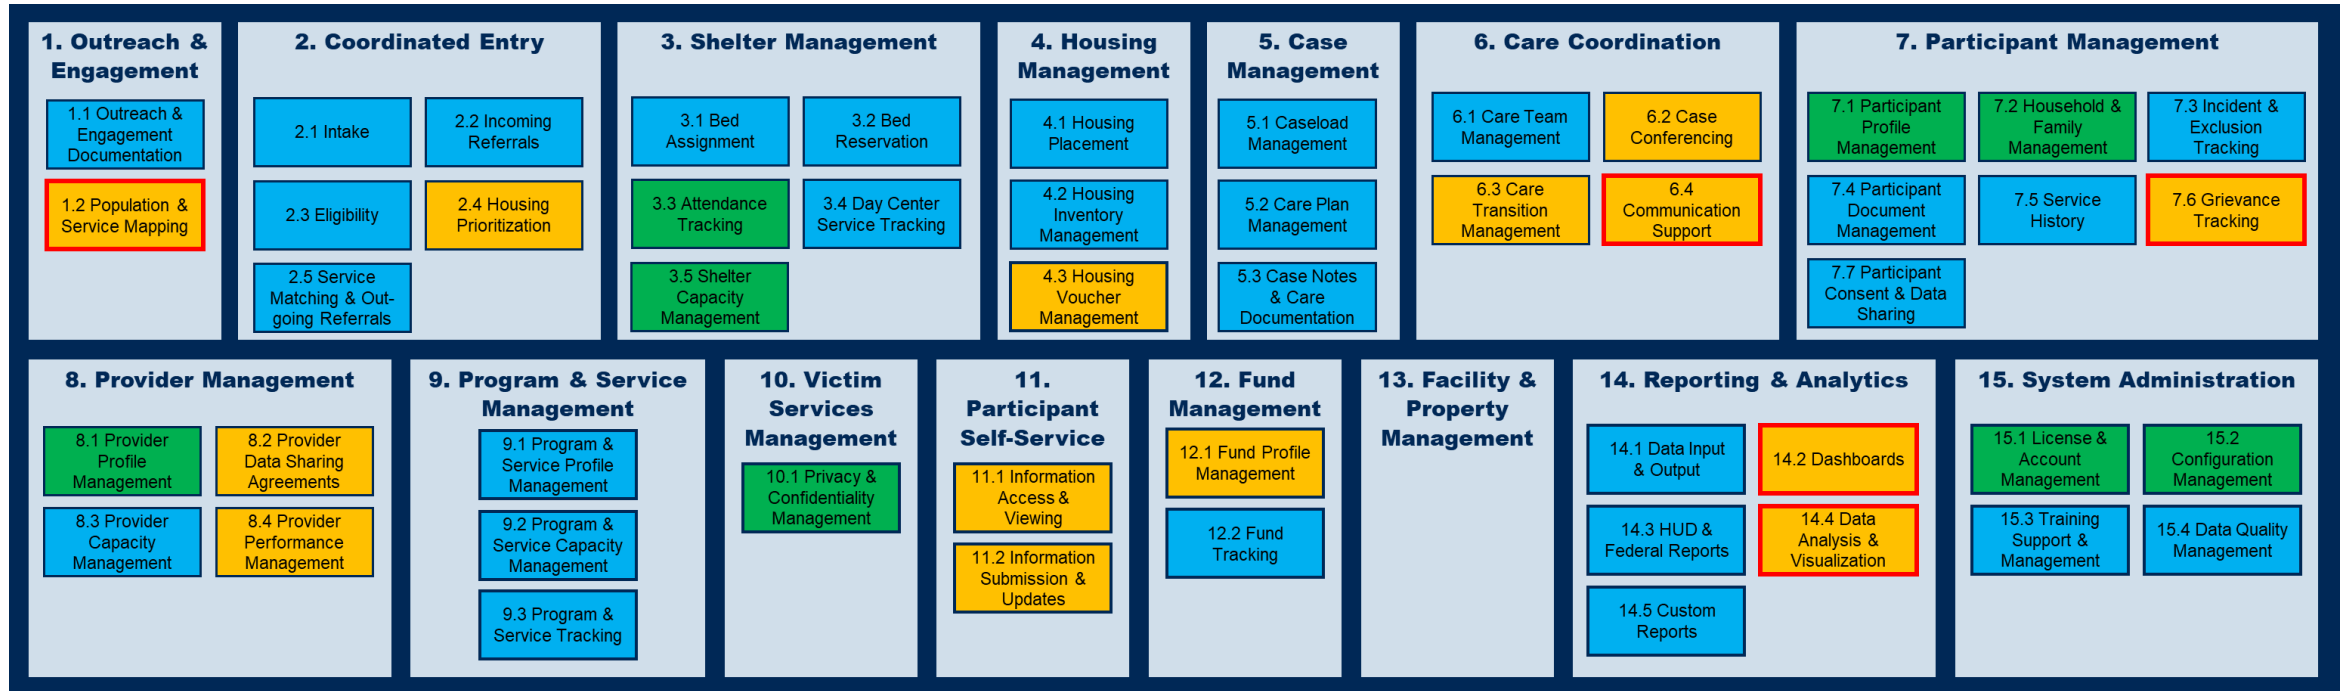 1. Outreach &
Engagement
1.1 Outreach &
Engagement
Documentation
1.2 Population &
Service Mapping
2. Coordinated Entry
2.1 Intake
2.2 Incoming
Referrals
2.3 Eligibility
2.4 Housing
Prioritization
2.5 Service
Matching & Out-
going Referrals
3. Shelter Management
3.1 Bed
Assignment
3.2 Bed
Reservation
3.3 Attendance
Tracking
3.4 Day Center
Service Tracking
3.5 Shelter
Capacity
Management
4. Housing
Management
4.1 Housing
Placement
4.2 Housing
Inventory
Management
4.3 Housing
Voucher
Management
5. Case
Management
5.1 Caseload
Management
5.2 Care Plan
Management
5.3 Case Notes
& Care
Documentation
6. Care Coordination
6.1 Care Team
Management
6.2 Case
Conferencing
6.3 Care
Transition
Management
6.4
Communication
Support
7. Participant Management
7.1 Participant
Profile
Management
7.2 Household &
Family
Management
7.3 Incident &
Exclusion
Tracking
7.4 Participant
Document
Management
7.5 Service
History
7.6 Grievance
Tracking
7.7 Participant
Consent & Data
Sharing
8. Provider Management
8.1 Provider
Profile
Management
8.2 Provider
Data Sharing
Agreements
8.3 Provider
Capacity
Management
8.4 Provider
Performance
Management
9. Program & Service
Management
9.1 Program &
Service Profile
Management
9.2 Program &
Service Capacity
Management
9.3 Program &
Service Tracking
10. Victim
Services
Management
10.1 Privacy &
Confidentiality
Management
11.
Participant
Self-Service
11.1 Information
Access &
Viewing
11.2 Information
Submission &
Updates
12. Fund
Management
12.1 Fund Profile
Management
12.2 Fund
Tracking
13. Facility &
Property
Management
14. Reporting & Analytics
14.1 Data Input
& Output
14.2 Dashboards
14.3 HUD &
Federal Reports
14.4 Data
Analysis &
Visualization
14.5 Custom
Reports
15. System Administration
15.1 License &
Account
Management
15.2
Configuration
Management
15.3 Training
Support &
Management
15.4 Data Quality
Management